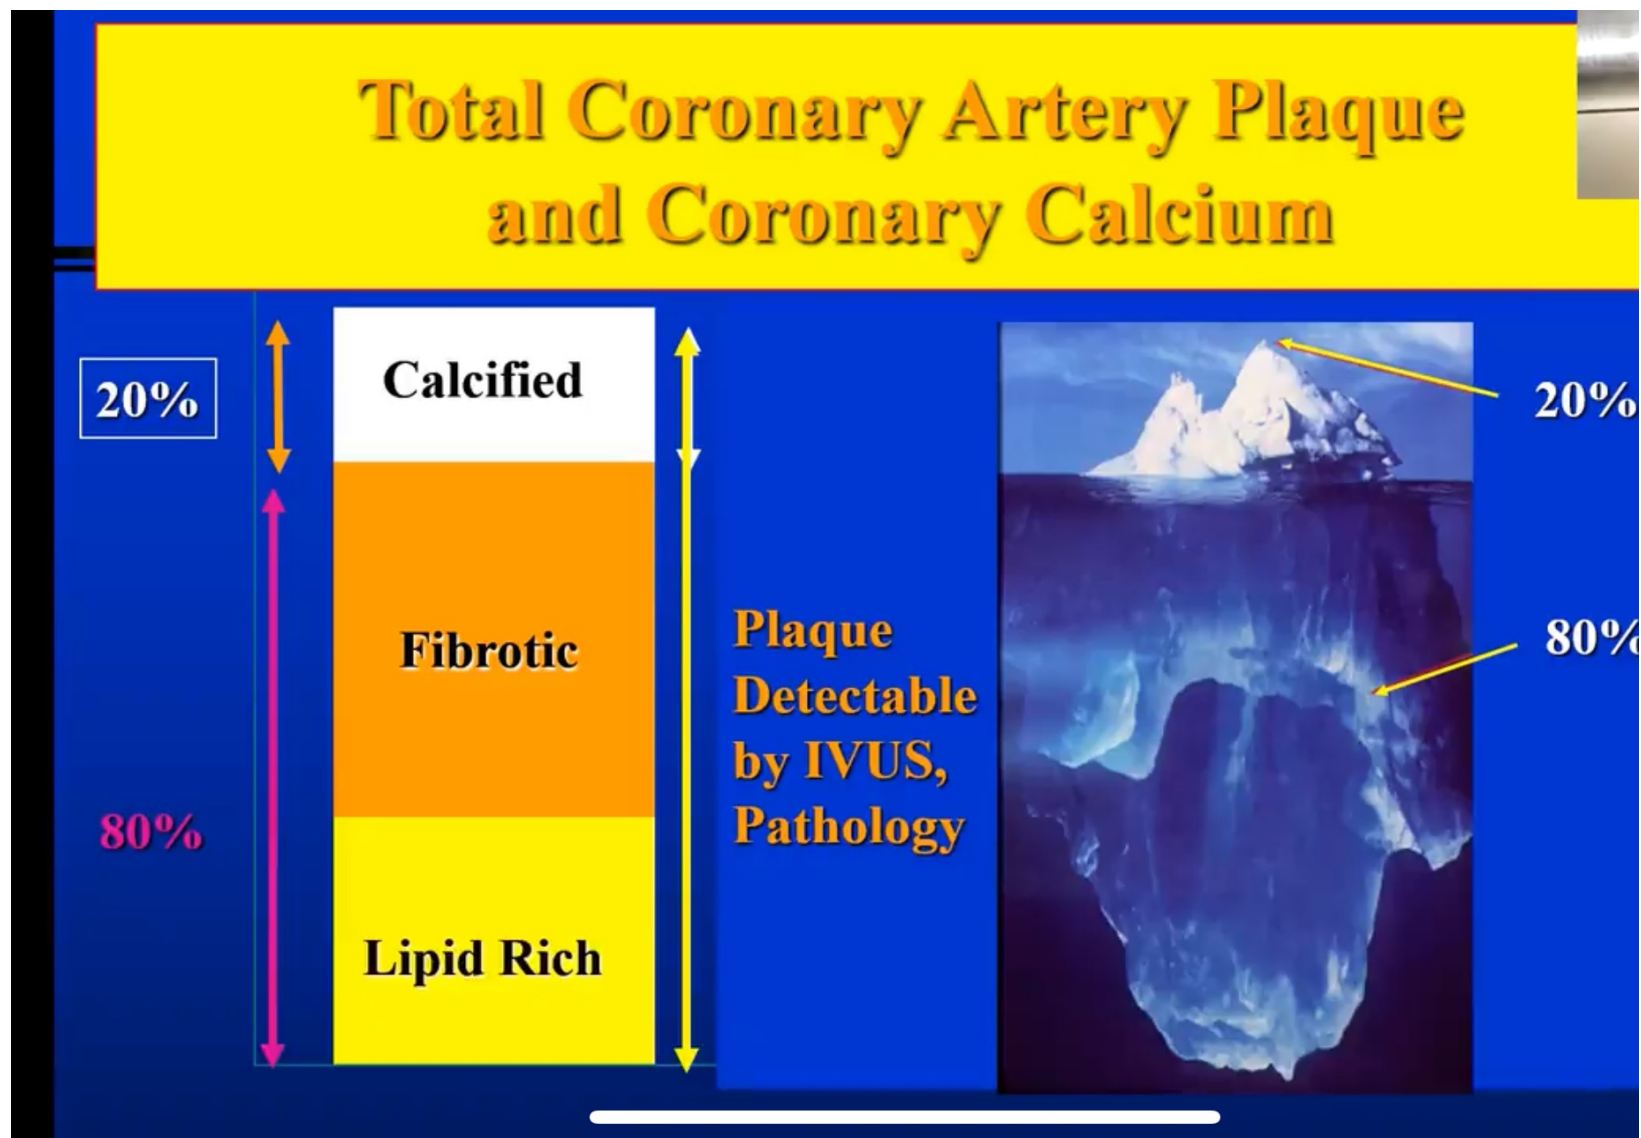 Total Coronary Artery Plaque
and Coronary Calcium
20%
Calcified
Fibrotic
80%
Lipid Rich
Plaque
Detectable
by IVUS,
Pathology
20%
80%